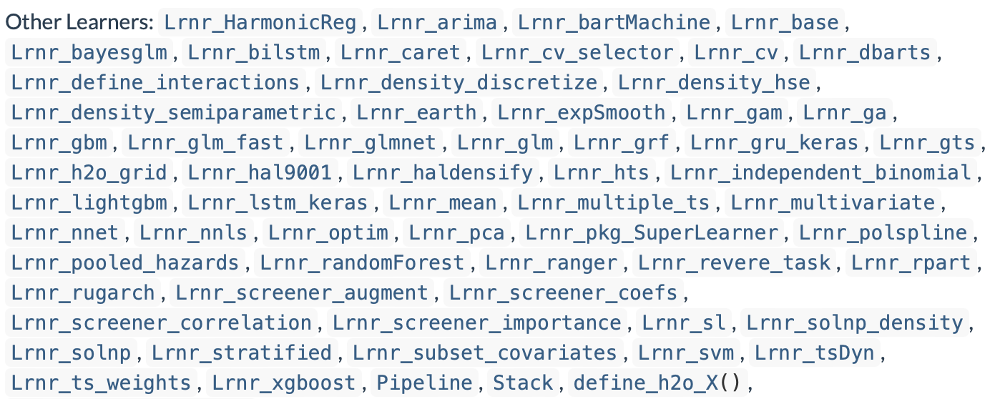 Other Learners: Lrnr_HarmonicReg, Lrnr_arima, Lrnr_bartMachine, Lrnr_base,
Lrnr_bayesglm, Lrnr_bilstm, Lrnr_caret, Lrnr_cv_selector, Lrnr_cv, Lrnr_dbarts,
Lrnr_define_interactions, Lrnr_density_discretize, Lrnr_density_hse,
Lrnr_density_semiparametric, Lrnr_earth, Lrnr_expSmooth, Lrnr_gam, Lrnr_ga,
Lrnr_gbm, Lrnr_glm_fast, Lrnr_glmnet, Lrnr_glm, Lrnr_grf, Lrnr_gru_keras, Lrnr_gts,
Lrnr_h2o_grid, Lrnr_hal9001, Lrnr_haldensify, Lrnr_hts, Lrnr_independent_binomial,
Lrnr_lightgbm, Lrnr_lstm_keras, Lrnr_mean, Lrnr_multiple_ts, Lrnr_multivariate,
Lrnr_nnet, Lrnr_nnls, Lrnr_optim, Lrnr_pca, Lrnr_pkg_SuperLearner, Lrnr_polspline,
Lrnr_pooled_hazards, Lrnr_randomForest, Lrnr_ranger, Lrnr_revere_task, Lrnr_rpart,
Lrnr_rugarch, Lrnr_screener_augment, Lrnr_screener_coefs,
Lrnr_screener_correlation, Lrnr_screener_importance, Lrnr_sl, Lrnr_solnp_density,
Lrnr_solnp, Lrnr_stratified, Lrnr_subset_covariates, Lrnr_svm, Lrnr_tsDyn,
Lrnr_ts_weights, Lrnr_xgboost, Pipeline, Stack, define_h2o_X(),